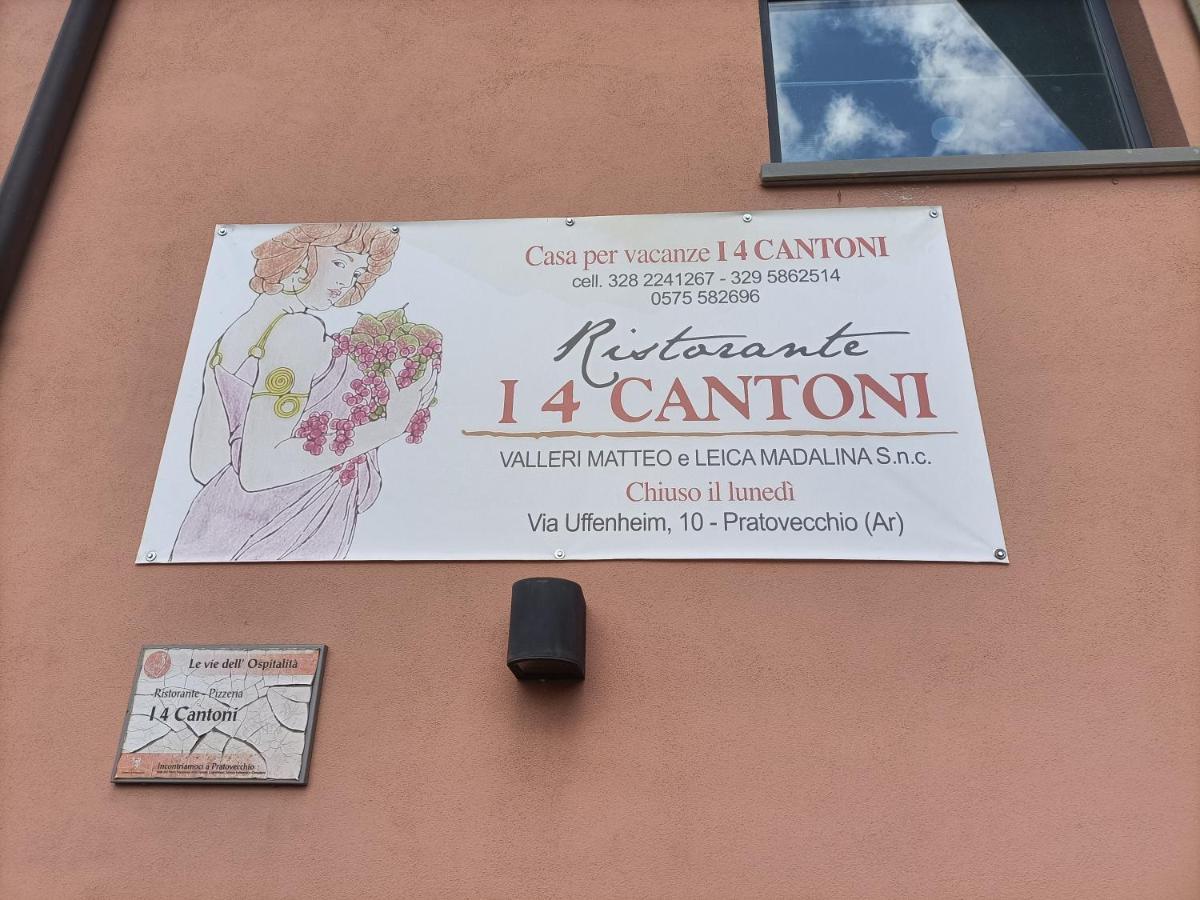 Casa per vacanze I 4 CANTONI
cell. 328 2241267 - 329 5862514
0575 582696
Ristorante
I 4 CANTONI
VALLERI MATTEO e LEICA MADALINA S.n.c.
Chiuso il lunedì
Via Uffenheim, 10 - Pratovecchio (Ar)
Le vie dell' Ospitalità
Ristorante - Pizzeria
I 4 Cantoni
Incontriamoci a Pratovecchio